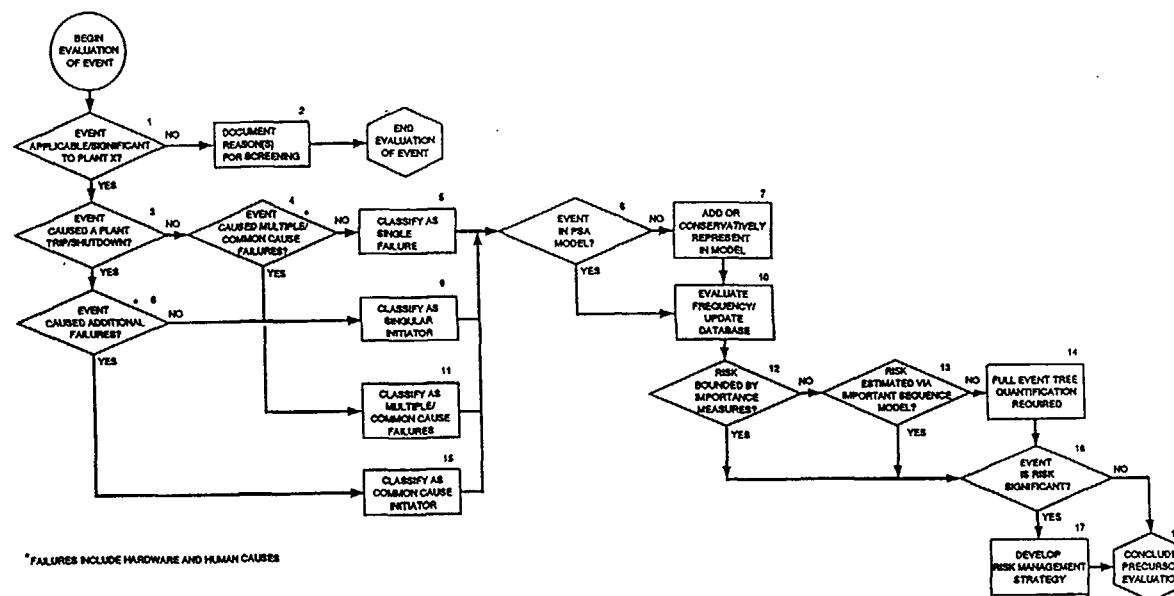 BEGIN
EVALUATION
OF EVENT
1
EVENT
APPLICABLE/SIGNIFICANT
TO PLANT X?
NO
YES
2
DOCUMENT
REASON(S)
FOR SCREENING
END
EVALUATION
OF EVENT
3
EVENT
CAUSED A PLANT
TRIP/SHUTDOWN?
NO
YES
4
EVENT *
CAUSED MULTIPLE/
COMMON CAUSE
FAILURES?
NO
YES
CLASSIFY AS
SINGLE
FAILURE
EVENT
IN PSA
MODEL?
NO
YES
7
ADD OR
CONSERVATIVELY
REPRESENT
IN MODEL
* 8
EVENT
CAUSED ADDITIONAL
FAILURES?
NO
YES
9
CLASSIFY AS
SINGULAR
INITIATOR
10
EVALUATE
FREQUENCY/
UPDATE
DATABASE
11
CLASSIFY AS
MULTIPLE/
COMMON CAUSE
FAILURES
12
RISK
BOUNDED BY
IMPORTANCE
MEASURES?
NO
YES
13
RISK
ESTIMATED VIA
IMPORTANT SEQUENCE
MODEL?
NO
YES
14
FULL EVENT TREE
QUANTIFICATION
REQUIRED
15
CLASSIFY AS
COMMON CAUSE
INITIATOR
16
EVENT
IS RISK
SIGNIFICANT?
NO
YES
17
DEVELOP
RISK MANAGEMENT
STRATEGY
CONCLUDE
PRECURSO
EVALUATIO
*FAILURES INCLUDE HARDWARE AND HUMAN CAUSES